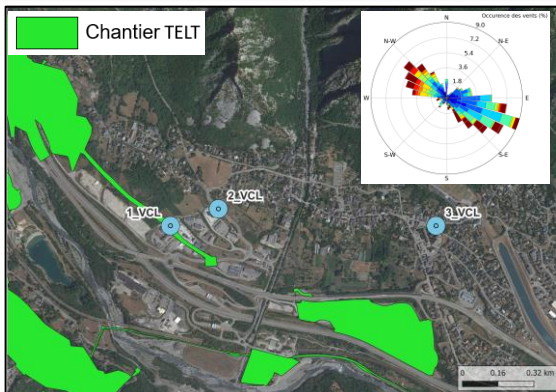 Chantier TELT
Occurence des vents (%)
N
9.0
7.2
5.4
3.6
1.8
N-W
N-E
W
E
S-W
S-E
S
1_VCL
2_VCL
3_VCL
0 0.16 0.32 km